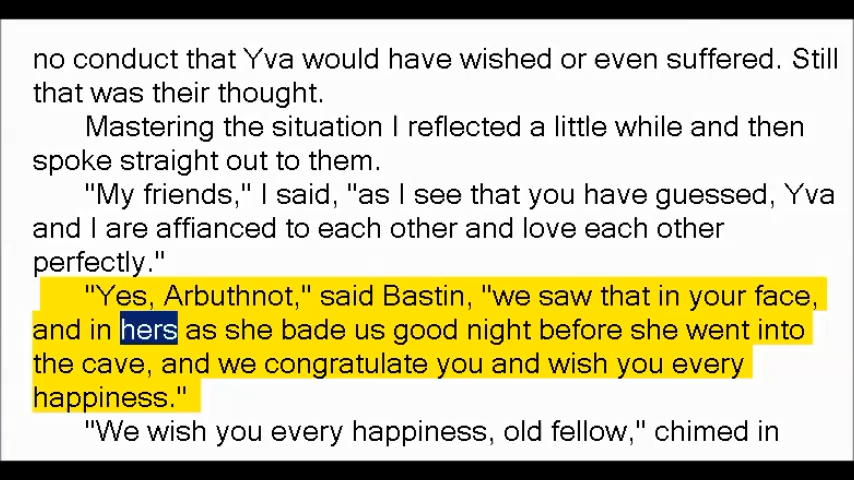 no conduct that Yva would have wished or even suffered. Still
that was their thought.
Mastering the situation I reflected a little while and then
spoke straight out to them.
"My friends," I said, "as I see that you have guessed, Yva
and I are affianced to each other and love each other
perfectly."
"Yes, Arbuthnot," said Bastin, "we saw that in your face,
and in hers as she bade us good night before she went into
the cave, and we congratulate you and wish you every
happiness."
"We wish you every happiness, old fellow," chimed in